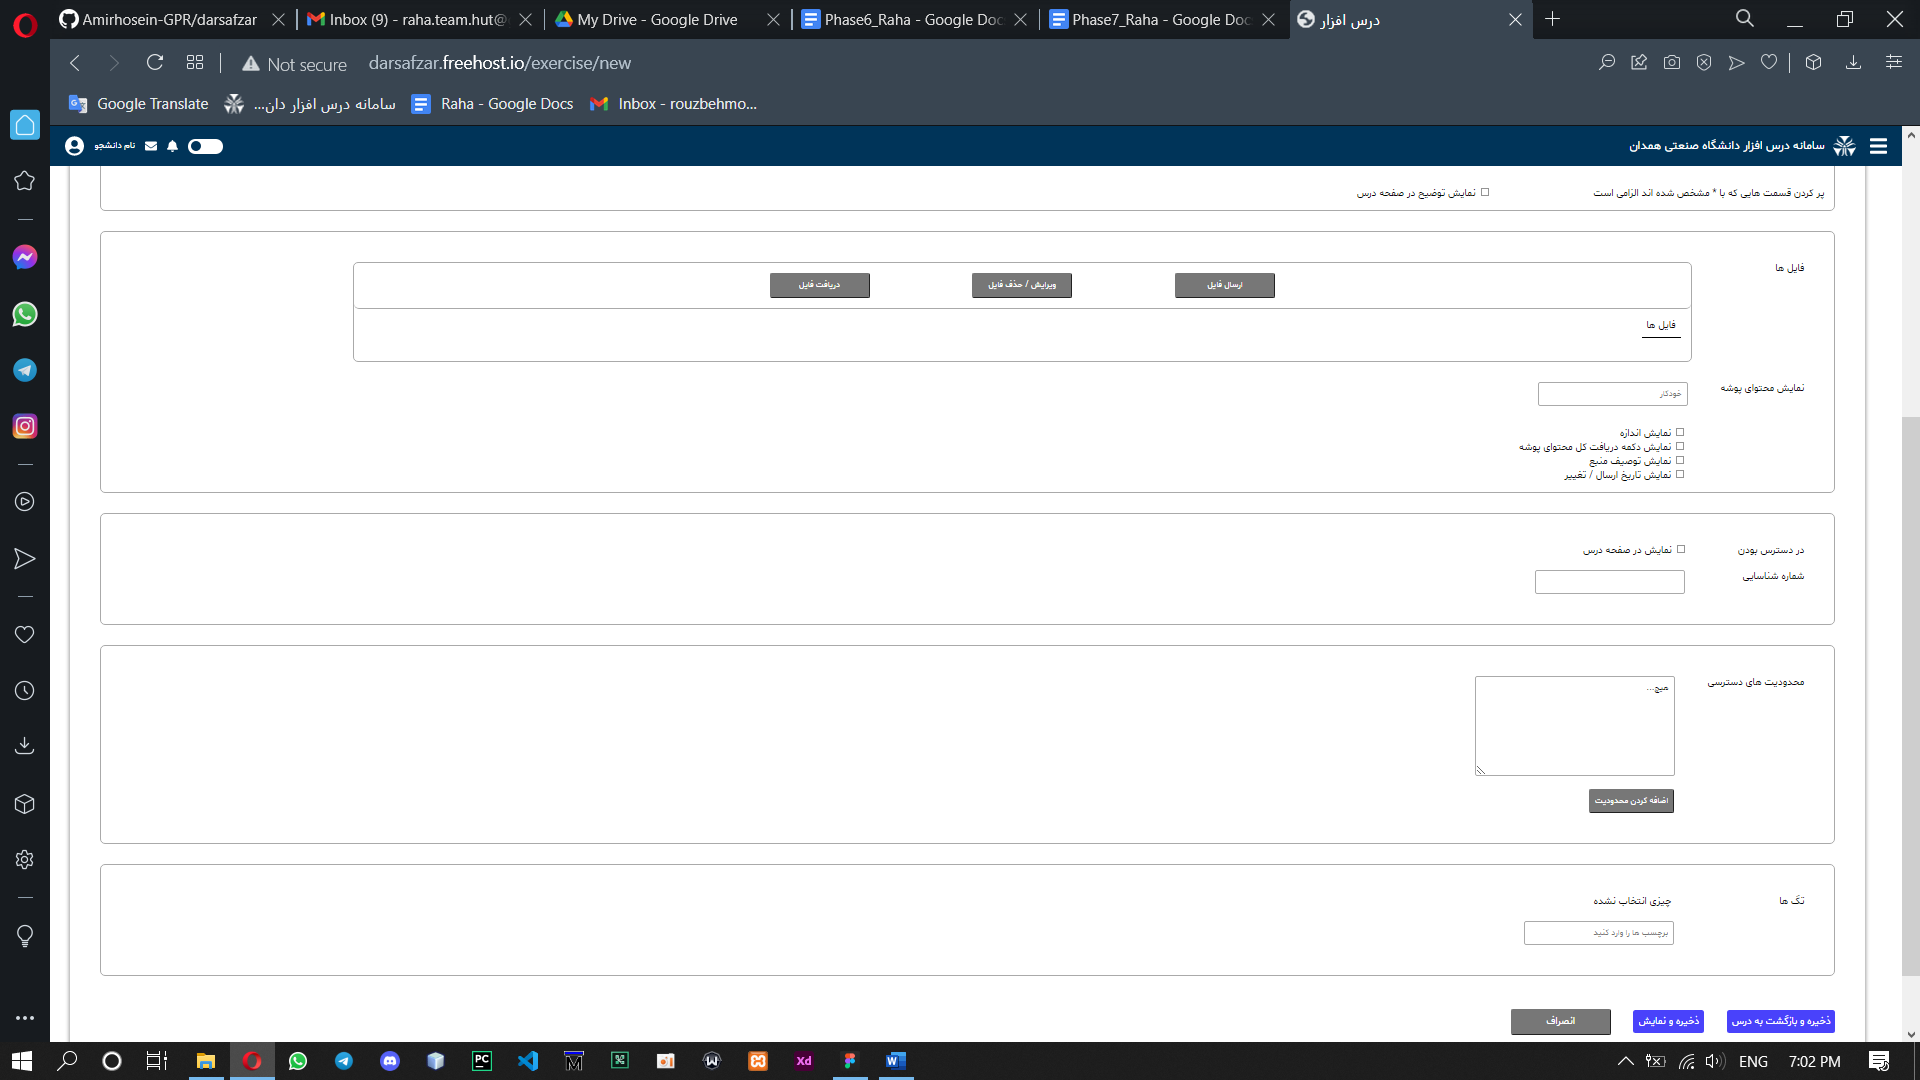 Amirhosein-GPR/darsafzar
Inbox (9) - raha.team.hut@
My Drive - Google Drive
Phase6_Raha - Google Doc
Phase7_Raha - Google Doc
درس افزار
Not secure
darsafzar.freehost.io/exercise/new
Google Translate
سامانه درس افزار دان...
Raha - Google Docs
Inbox - rouzbehmo...
سامانه درس افزار دانشگاه صنعتی همدان
نام دانشجو
پر کردن قسمت هایی که با * مشخص شده اند الزامی است
نمایش توضیح در صفحه درس
فایل ها
ارسال فایل
ویرایش / حذف فایل
دریافت فایل
فایل ها
نمایش محتوای پوشه
خودکار
نمایش اندازه
نمایش دکمه دریافت کل محتوای پوشه
نمایش توصیف منبع
نمایش تاریخ ارسال / تغییر
در دسترس بودن
نمایش در صفحه درس
شماره شناسایی
محدودیت های دسترسی
هیچ...
اضافه کردن محدودیت
تگ ها
چیزی انتخاب نشده
برچسب ها را وارد کنید
ذخیره و بازگشت به درس
ذخیره و نمایش
انصراف
PC
Xd
W
ENG
7:02 PM